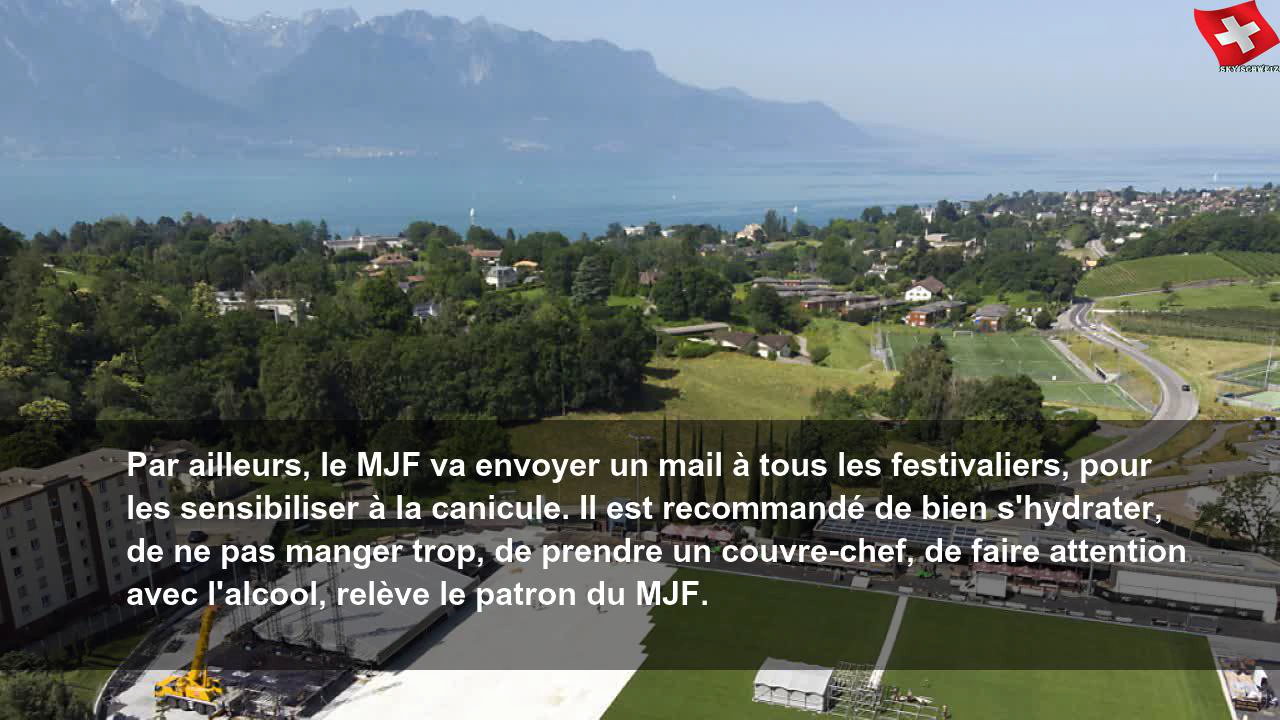 SKY SCHWEIZ
Par ailleurs, le MJF va envoyer un mail à tous les festivaliers, pour
les sensibiliser à la canicule. Il est recommandé de bien s'hydrater,
de ne pas manger trop, de prendre un couvre-chef, de faire attention
avec l'alcool, relève le patron du MJF.